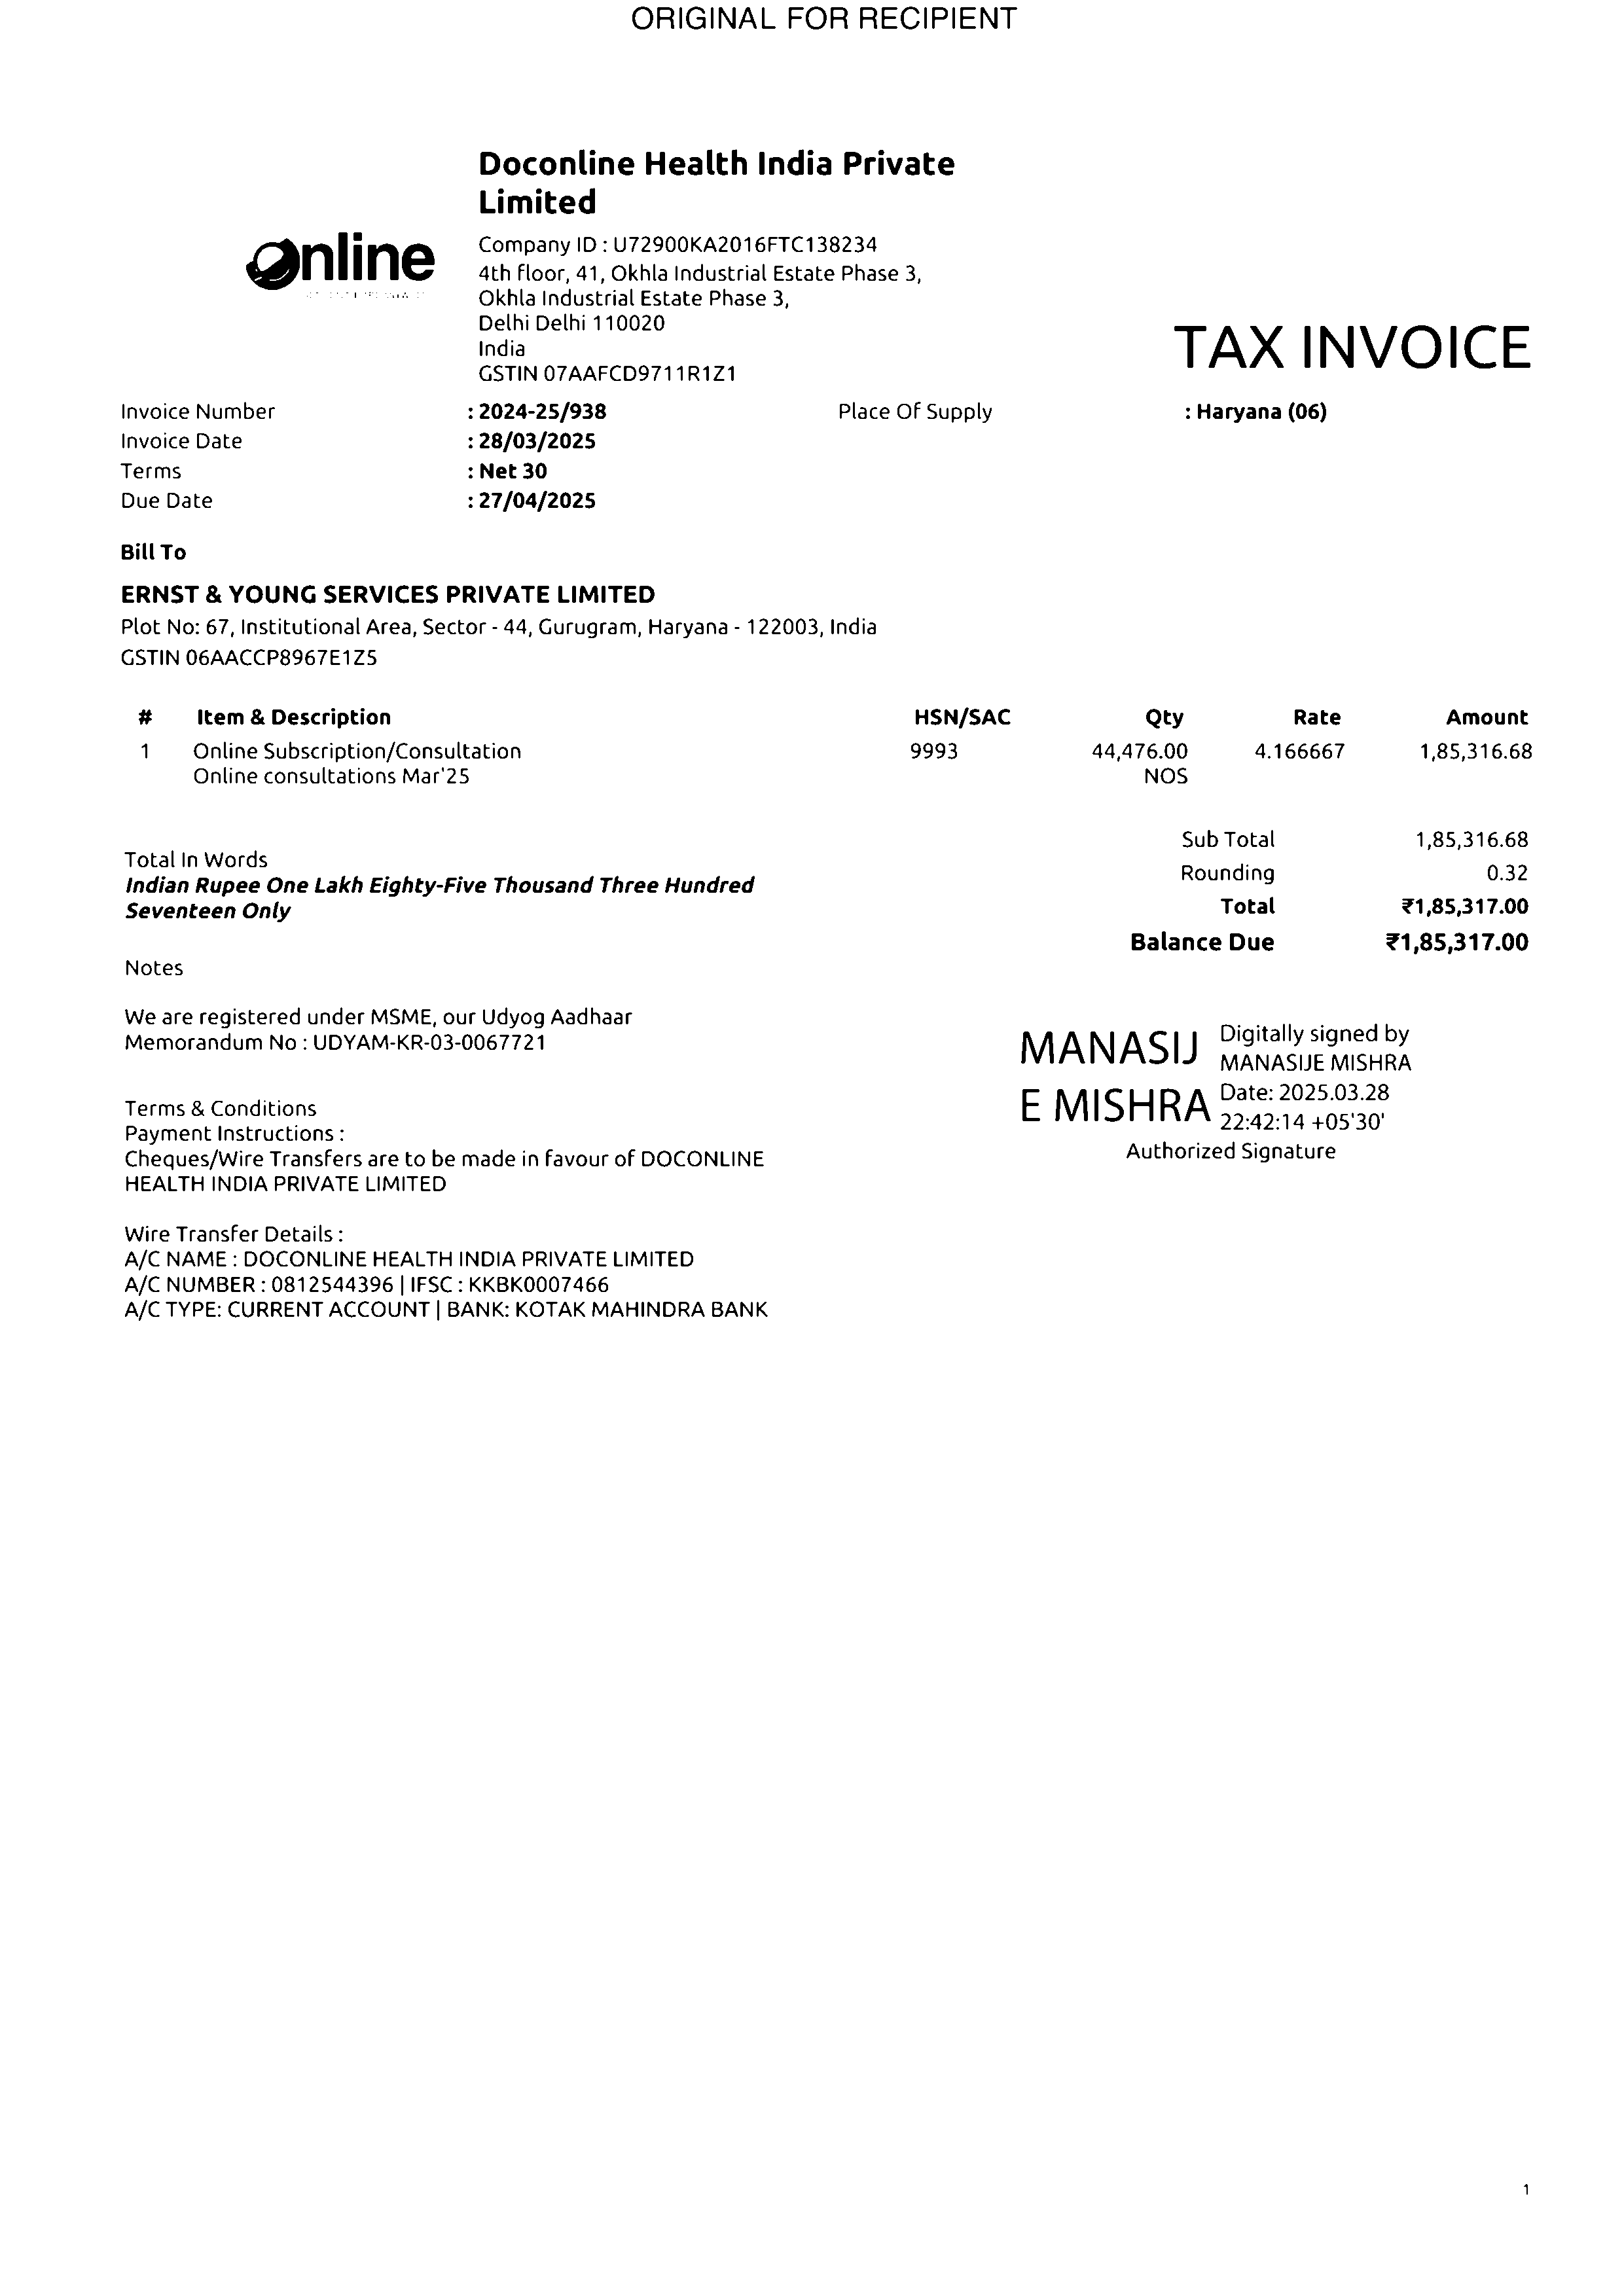 ORIGINAL FOR RECIPIENT
Doconline Health India Private
Limited
Online
Company ID : U72900KA2016FTC138234
4th floor, 41, Okhla Industrial Estate Phase 3,
Okhla Industrial Estate Phase 3,
Delhi Delhi 110020
India
GSTIN 07AAFCD9711R1Z1
TAX INVOICE
Invoice Number : 2024-25/938 Place Of Supply : Haryana (06)
Invoice Date : 28/03/2025
Terms : Net 30
Due Date : 27/04/2025
Bill To
ERNST & YOUNG SERVICES PRIVATE LIMITED
Plot No: 67, Institutional Area, Sector - 44, Gurugram, Haryana - 122003, India
GSTIN 06AACCP8967E1Z5
# Item & Description HSN/SAC Qty Rate Amount
1 Online Subscription/Consultation 9993 44,476.00 4.166667 1,85,316.68
Online consultations Mar'25 NOS
Sub Total 1,85,316.68
Rounding 0.32
Total ₹1,85,317.00
Balance Due ₹1,85,317.00
Total In Words
Indian Rupee One Lakh Eighty-Five Thousand Three Hundred
Seventeen Only
Notes
We are registered under MSME, our Udyog Aadhaar
Memorandum No : UDYAM-KR-03-0067721
MANASIJ
E MISHRA
Digitally signed by
MANASIJE MISHRA
Date: 2025.03.28
22:42:14 +05'30'
Authorized Signature
Terms & Conditions
Payment Instructions :
Cheques/Wire Transfers are to be made in favour of DOCONLINE
HEALTH INDIA PRIVATE LIMITED
Wire Transfer Details :
A/C NAME : DOCONLINE HEALTH INDIA PRIVATE LIMITED
A/C NUMBER : 0812544396 | IFSC : KKBK0007466
A/C TYPE: CURRENT ACCOUNT | BANK: KOTAK MAHINDRA BANK
1